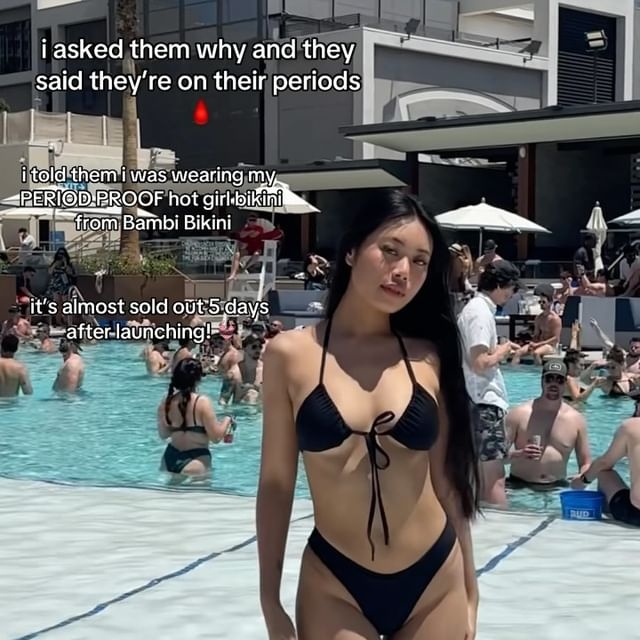 i asked them why and they
said they're on their periods
🩸
i told them i was wearing my
PERIOD PROOF hot girl bikini
from Bambi Bikini
it's almost sold out 5 days
after launching!
BUD